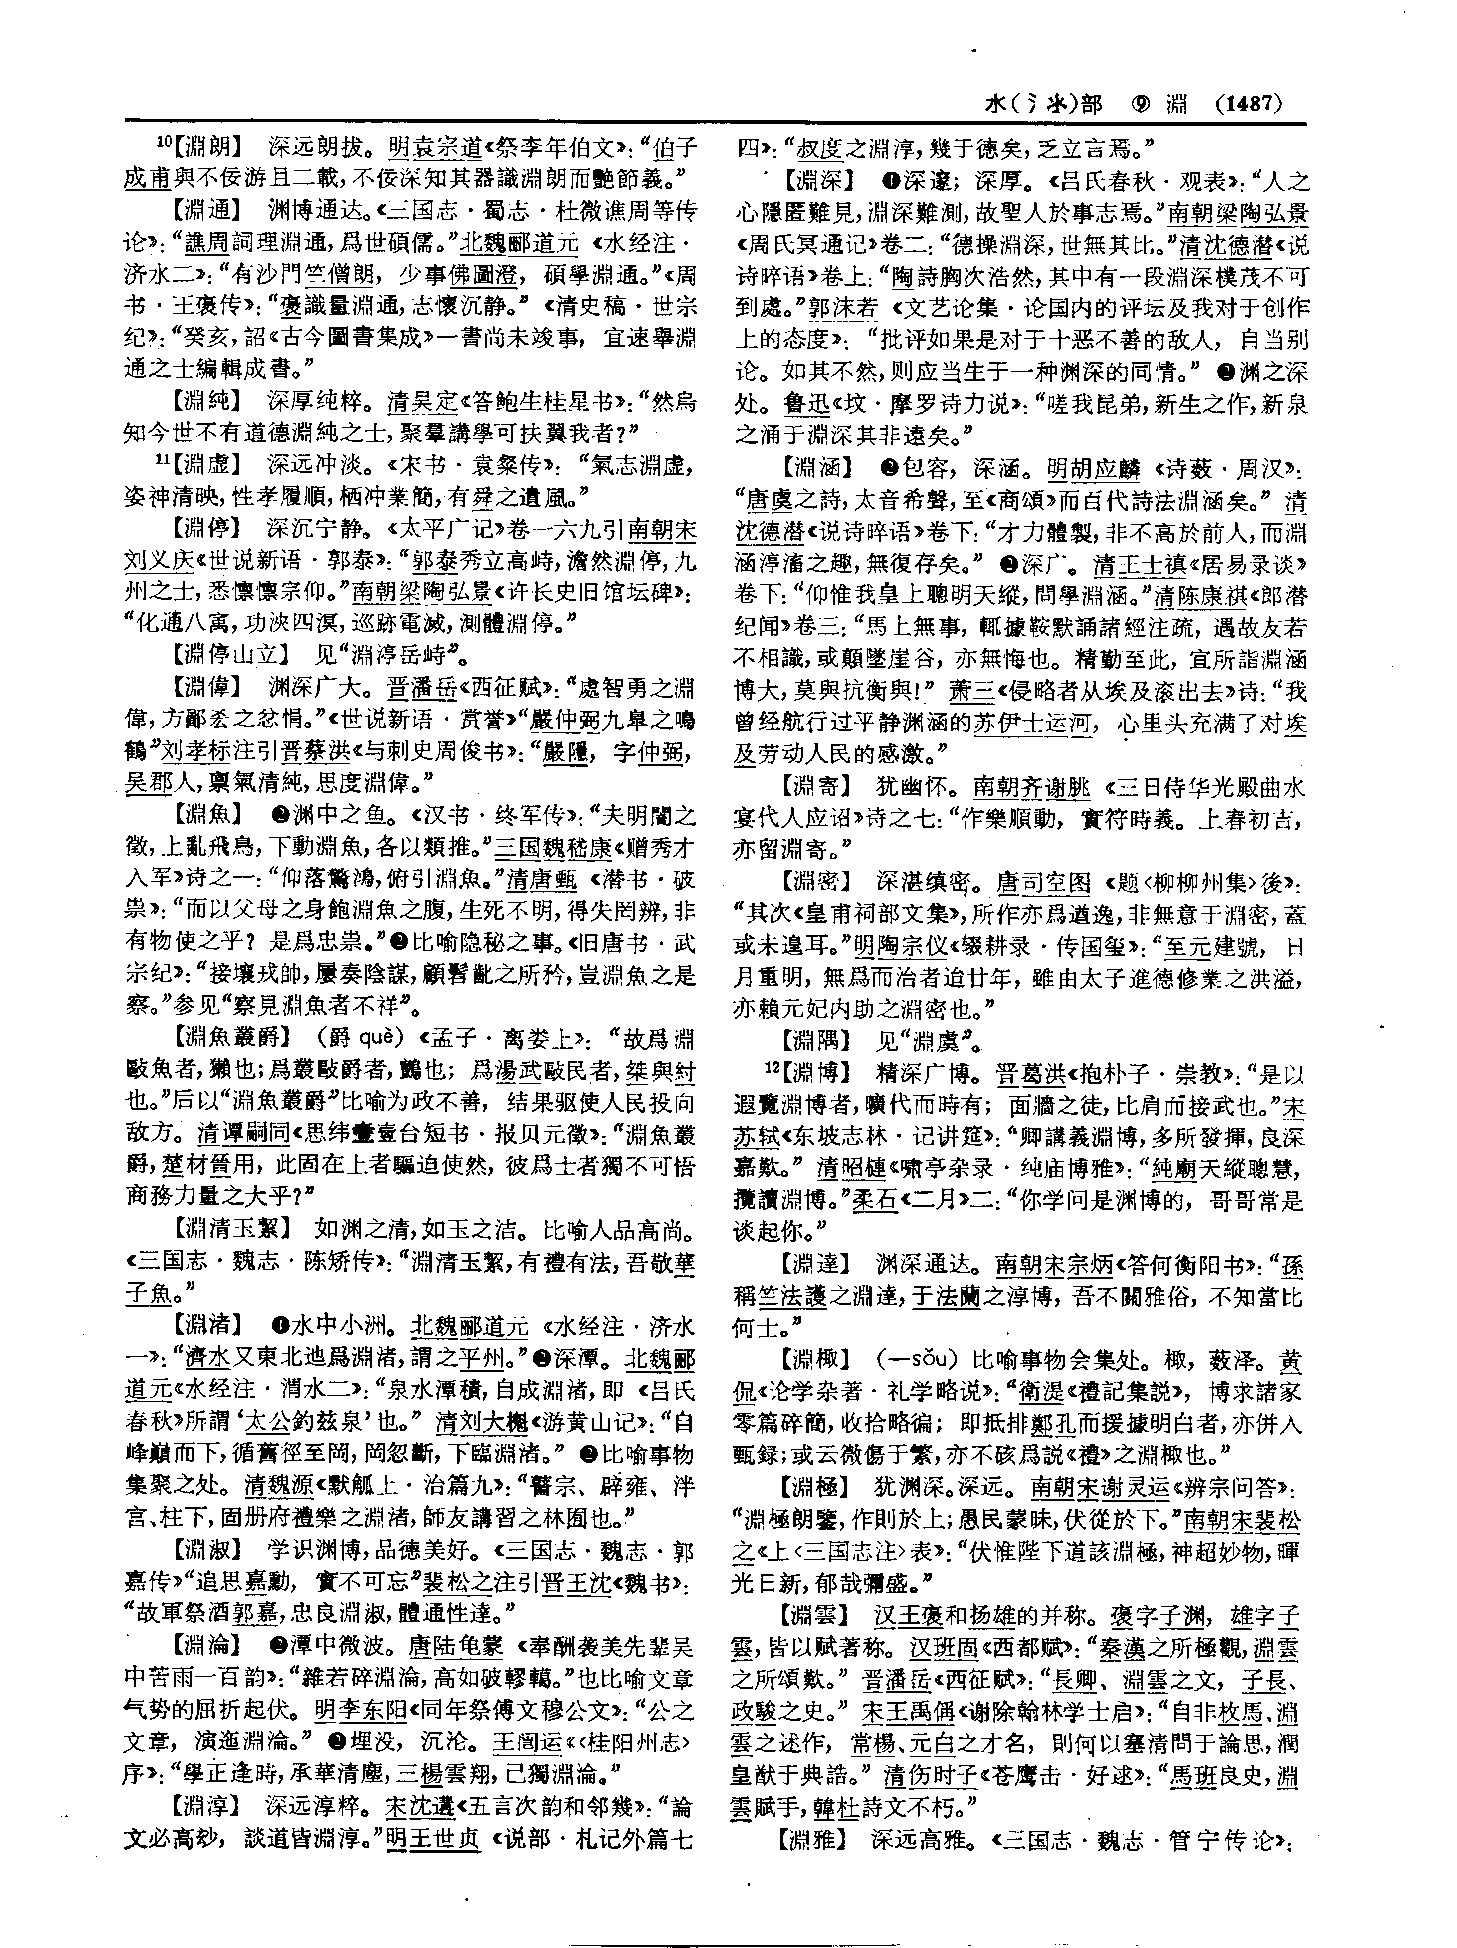 水(氵氺)部 ⑨ 淵 (1487)
10【淵朗】 深远朗拔。明袁宗道《祭李年伯文》：“伯子
成甫與不佞游且二載，不佞深知其器識淵朗而艷節義。”
【淵通】 渊博通达。《三国志·蜀志·杜微谯周等传
论》：“譙周詞理淵通，爲世碩儒。”北魏郦道元《水经注·
济水二》：“有沙門竺僧朗，少事佛圖澄，碩學淵通。”《周
书·王褒传》：“褒識量淵通，志懷沉静。”《清史稿·世宗
纪》：“癸亥，詔《古今圖書集成》一書尚未竣事，宜速舉淵
通之士編輯成書。”
【淵純】 深厚纯粹。清吴定《答鲍生桂星书》：“然烏
知今世不有道德淵純之士，聚羣講學可扶翼我者？”
11【淵虚】 深远冲淡。《宋书·袁粲传》：“氣志淵虚，
姿神清映，性孝履順，栖冲業簡，有舜之遺風。”
【淵停】 深沉宁静。《太平广记》卷一六九引南朝宋
刘义庆《世说新语·郭泰》：“郭泰秀立高峙，澹然淵停，九
州之士，悉懔懔宗仰。”南朝梁陶弘景《许长史旧馆坛碑》：
“化通八㝢，功浹四溟，巡跡電滅，測體淵停。”
【淵停山立】 见“淵渟岳峙”。
【淵偉】 渊深广大。晋潘岳《西征赋》：“處智勇之淵
偉，方鄙吝之忿悁。”《世说新语·赏誉》“嚴仲弼九皋之鳴
鶴”刘孝标注引晋蔡洪《与刺史周俊书》：“嚴隱，字仲弼，
吴郡人，禀氣清純，思度淵偉。”
【淵魚】 ❶渊中之鱼。《汉书·终军传》：“夫明闇之
徵，上亂飛鳥，下動淵魚，各以類推。”三国魏嵇康《赠秀才
入军》诗之一：“仰落驚鴻，俯引淵魚。”清唐甄《潜书·破
祟》：“而以父母之身飽淵魚之腹，生死不明，得失罔辨，非
有物使之乎？是爲忠祟。”❷比喻隐秘之事。《旧唐书·武
宗纪》：“接壤戎帥，屢奏陰謀，顧髫齔之所矜，豈淵魚之是
察。”参见“察見淵魚者不祥”。
【淵魚叢爵】 （爵 què）《孟子·离娄上》：“故爲淵
敺魚者，獺也；爲叢敺爵者，鸇也；爲湯武敺民者，桀與紂
也。”后以“淵魚叢爵”比喻为政不善，结果驱使人民投向
敌方。清谭嗣同《思纬壹壹台短书·报贝元徵》：“淵魚叢
爵，楚材晉用，此固在上者驅迫使然，彼爲士者獨不可悟
商務力量之大乎？”
【淵清玉絜】 如渊之清，如玉之洁。比喻人品高尚。
《三国志·魏志·陈矫传》：“淵清玉絜，有禮有法，吾敬華
子魚。”
【淵渚】 ❶水中小洲。北魏郦道元《水经注·济水
一》：“濟水又東北迆爲淵渚，謂之平州。”❷深潭。北魏郦
道元《水经注·渭水二》：“泉水潭積，自成淵渚，即《吕氏
春秋》所謂‘太公釣兹泉’也。”清刘大櫆《游黄山记》：“自
峰巔而下，循舊徑至岡，岡忽斷，下臨淵渚。”❸比喻事物
集聚之处。清魏源《默觚上·治篇九》：“瞽宗、辟雍、泮
宫、柱下，固册府禮樂之淵渚，師友講習之林囿也。”
【淵淑】 学识渊博，品德美好。《三国志·魏志·郭
嘉传》“追思嘉勳，實不可忘”裴松之注引晋王沈《魏书》：
“故軍祭酒郭嘉，忠良淵淑，體通性達。”
【淵淪】 ❶潭中微波。唐陆龟蒙《奉酬袭美先辈吴
中苦雨一百韵》：“雜若碎淵淪，高如破轇轕。”也比喻文章
气势的屈折起伏。明李东阳《同年祭傅文穆公文》：“公之
文章，演迤淵淪。”❷埋没，沉沦。王闿运《〈桂阳州志〉
序》：“學正逢時，承華清塵，三楊雲翔，己獨淵淪。”
【淵淳】 深远淳粹。宋沈遘《五言次韵和邻幾》：“論
文必高妙，談道皆淵淳。”明王世贞《说部·札记外篇七
四》：“叔度之淵淳，幾于德矣，乏立言焉。”
【淵深】 ❶深邃；深厚。《吕氏春秋·观表》：“人之
心隱匿難見，淵深難測，故聖人於事志焉。”南朝梁陶弘景
《周氏冥通记》卷二：“德操淵深，世無其比。”清沈德潜《说
诗晬语》卷上：“陶詩胸次浩然，其中有一段淵深樸茂不可
到處。”郭沫若《文艺论集·论国内的评坛及我对于创作
上的态度》：“批评如果是对于十恶不善的敌人，自当别
论。如其不然，则应当生于一种渊深的同情。”❷渊之深
处。鲁迅《坟·摩罗诗力说》：“嗟我昆弟，新生之作，新泉
之涌于淵深其非遠矣。”
【淵涵】 ❶包容，深涵。明胡应麟《诗薮·周汉》：
“唐虞之詩，太音希聲，至《商頌》而百代詩法淵涵矣。”清
沈德潜《说诗晬语》卷下：“才力體製，非不高於前人，而淵
涵渟滀之趣，無復存矣。”❷深广。清王士禛《居易录谈》
卷下：“仰惟我皇上聰明天縱，問學淵涵。”清陈康祺《郎潜
纪闻》卷三：“馬上無事，輒據鞍默誦諸經注疏，遇故友若
不相識，或顛墜崖谷，亦無悔也。精勤至此，宜所詣淵涵
博大，莫與抗衡與！”萧三《侵略者从埃及滚出去》诗：“我
曾经航行过平静渊涵的苏伊士运河，心里头充满了对埃
及劳动人民的感激。”
【淵寄】 犹幽怀。南朝齐谢朓《三日侍华光殿曲水
宴代人应诏》诗之七：“作樂順動，實符時義。上春初吉，
亦留淵寄。”
【淵密】 深湛缜密。唐司空图《题〈柳柳州集〉後》：
“其次《皇甫祠部文集》，所作亦爲遒逸，非無意于淵密，蓋
或未遑耳。”明陶宗仪《辍耕录·传国玺》：“至元建號，日
月重明，無爲而治者迨廿年，雖由太子進德修業之洪溢，
亦賴元妃内助之淵密也。”
【淵隅】 见“淵虞”。
12【淵博】 精深广博。晋葛洪《抱朴子·崇教》：“是以
遐覽淵博者，曠代而時有；面牆之徒，比肩而接武也。”宋
苏轼《东坡志林·记讲筵》：“卿講義淵博，多所發揮，良深
嘉歎。”清昭梿《啸亭杂录·纯庙博雅》：“純廟天縱聰慧，
攬讀淵博。”柔石《二月》二：“你学问是渊博的，哥哥常是
谈起你。”
【淵達】 渊深通达。南朝宋宗炳《答何衡阳书》：“孫
稱竺法護之淵達，于法蘭之淳博，吾不閑雅俗，不知當比
何士。”
【淵棷】 （—sǒu）比喻事物会集处。棷，薮泽。黄
侃《论学杂著·礼学略说》：“衛湜《禮記集説》，博求諸家
零篇碎簡，收拾略徧；即抵排鄭孔而援據明白者，亦併入
甄録；或云微傷于繁，亦不硋爲説《禮》之淵棷也。”
【淵極】 犹渊深。深远。南朝宋谢灵运《辨宗问答》：
“淵極朗鑒，作則於上；愚民蒙昧，伏從於下。”南朝宋裴松
之《上〈三国志注〉表》：“伏惟陛下道該淵極，神超妙物，暉
光日新，郁哉彌盛。”
【淵雲】 汉王褒和扬雄的并称。褒字子渊，雄字子
雲，皆以赋著称。汉班固《西都赋》：“秦漢之所極觀，淵雲
之所頌歎。”晋潘岳《西征赋》：“長卿、淵雲之文，子長、
政駿之史。”宋王禹偁《谢除翰林学士启》：“自非枚馬、淵
雲之述作，常楊、元白之才名，則何以塞清問于論思，潤
皇猷于典誥。”清伤时子《苍鹰击·好逑》：“馬班良史，淵
雲賦手，韓杜詩文不朽。”
【淵雅】 深远高雅。《三国志·魏志·管宁传论》：